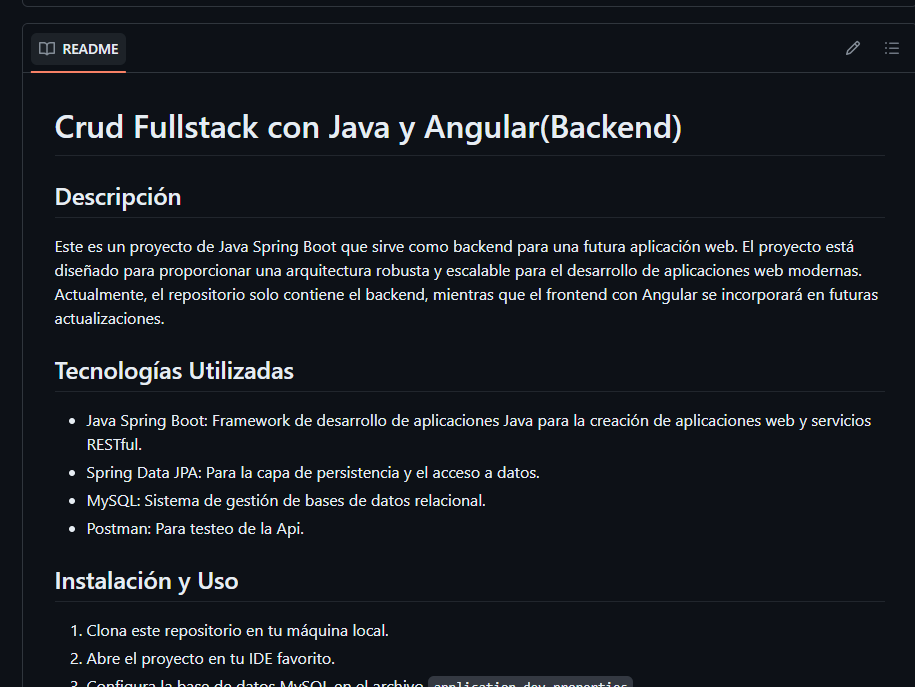 README
Crud Fullstack con Java y Angular(Backend)
Descripción
Este es un proyecto de Java Spring Boot que sirve como backend para una futura aplicación web. El proyecto está
diseñado para proporcionar una arquitectura robusta y escalable para el desarrollo de aplicaciones web modernas.
Actualmente, el repositorio solo contiene el backend, mientras que el frontend con Angular se incorporará en futuras
actualizaciones.
Tecnologías Utilizadas
• Java Spring Boot: Framework de desarrollo de aplicaciones Java para la creación de aplicaciones web y servicios
RESTful.
• Spring Data JPA: Para la capa de persistencia y el acceso a datos.
• MySQL: Sistema de gestión de bases de datos relacional.
• Postman: Para testeo de la Api.
Instalación y Uso
1. Clona este repositorio en tu máquina local.
2. Abre el proyecto en tu IDE favorito.
3. Configura la base de datos MySQL en el archivo application-dev.properties